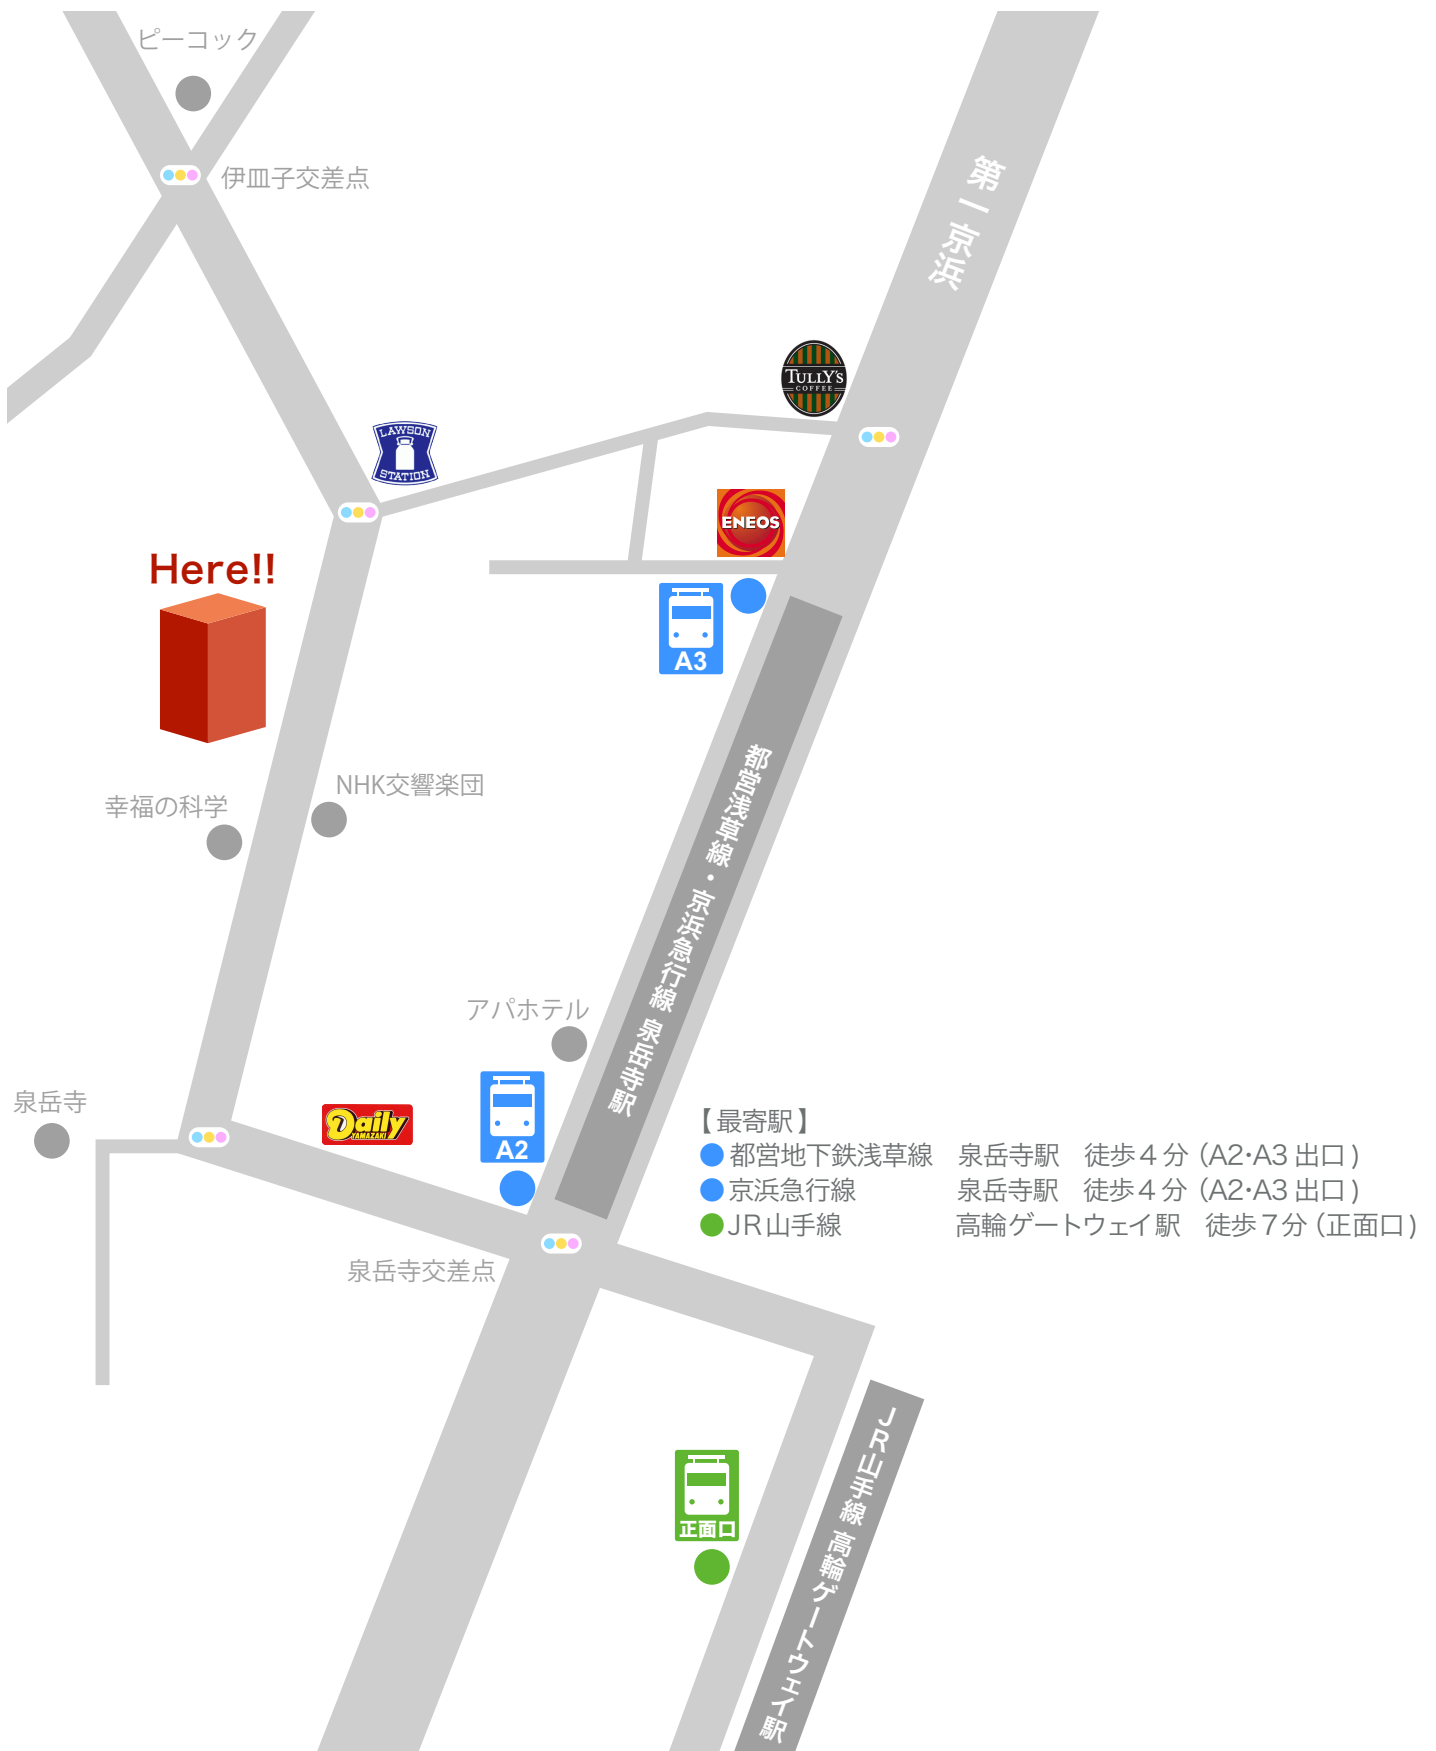 ピーコック
伊皿子交差点
第一京浜
TULLY'S
COFFEE
LAWSON
STATION
ENEOS
Here!!
A3
都営浅草線・京浜急行線 泉岳寺駅
NHK交響楽団
幸福の科学
アパホテル
泉岳寺
Daily
YAMAZAKI
A2
泉岳寺交差点
【最寄駅】
都営地下鉄浅草線 泉岳寺駅 徒歩４分（A2・A3 出口）
京浜急行線 泉岳寺駅 徒歩４分（A2・A3 出口）
JR山手線 高輪ゲートウェイ駅 徒歩７分（正面口）
正面口
JR山手線 高輪ゲートウェイ駅